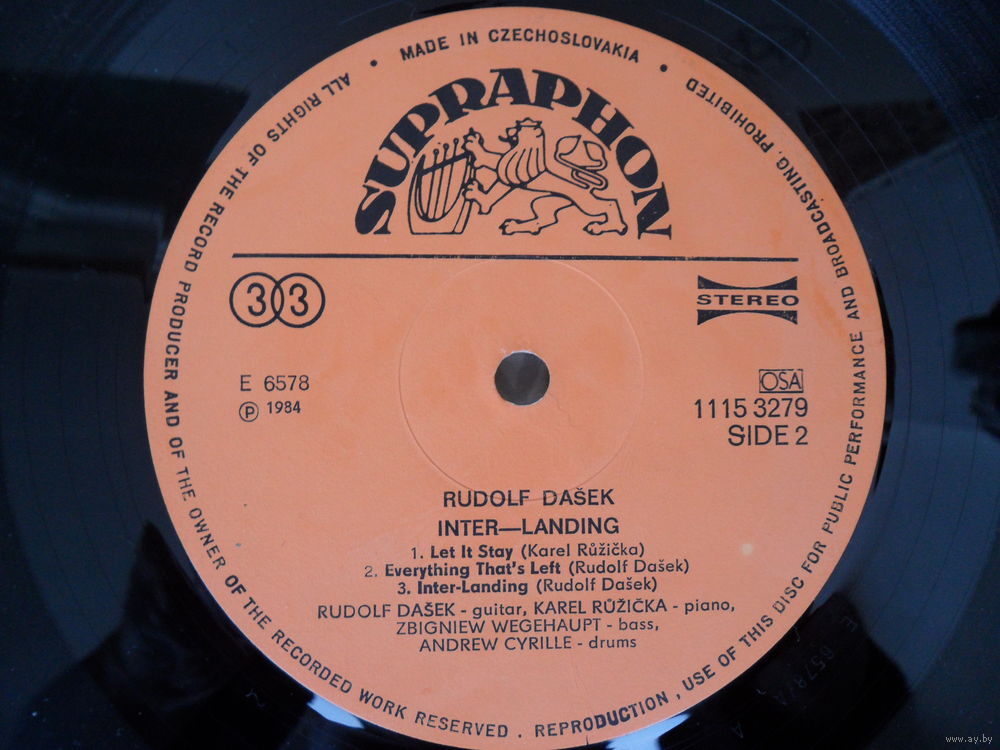 ALL RIGHTS OF THE RECORD PRODUCER AND OF THE OWNER OF THE RECORDED WORK RESERVED . REPRODUCTION , USE OF THIS DISC FOR PUBLIC PERFORMANCE AND BROADCASTING, PROHIBITED • MADE IN CZECHOSLOVAKIA •
SUPRAPHON
33
STEREO
E 6578
Ⓟ 1984
OSA
1115 3279
SIDE 2
RUDOLF DAŠEK
INTER—LANDING
1. Let It Stay (Karel Růžička)
2. Everything That's Left (Rudolf Dašek)
3. Inter-Landing (Rudolf Dašek)
RUDOLF DAŠEK - guitar, KAREL RŮŽIČKA - piano,
ZBIGNIEW WEGEHAUPT - bass,
ANDREW CYRILLE - drums
www.ay.by